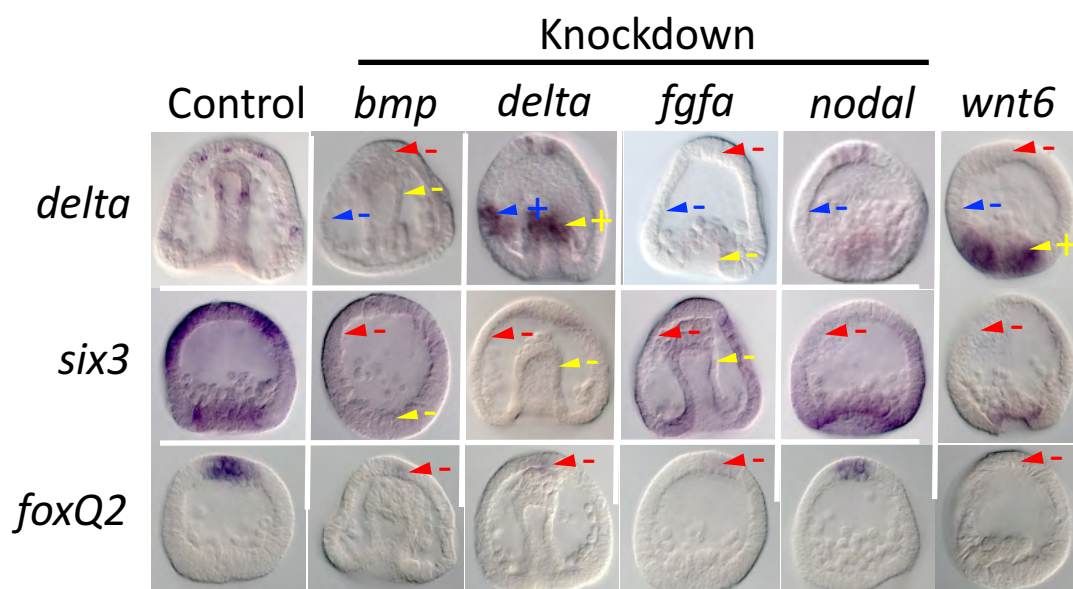 Knockdown
Control bmp delta fgfa nodal wnt6
delta - - + + - - - - - - - +
six3 - - - - - - - -
foxQ2 - - - -